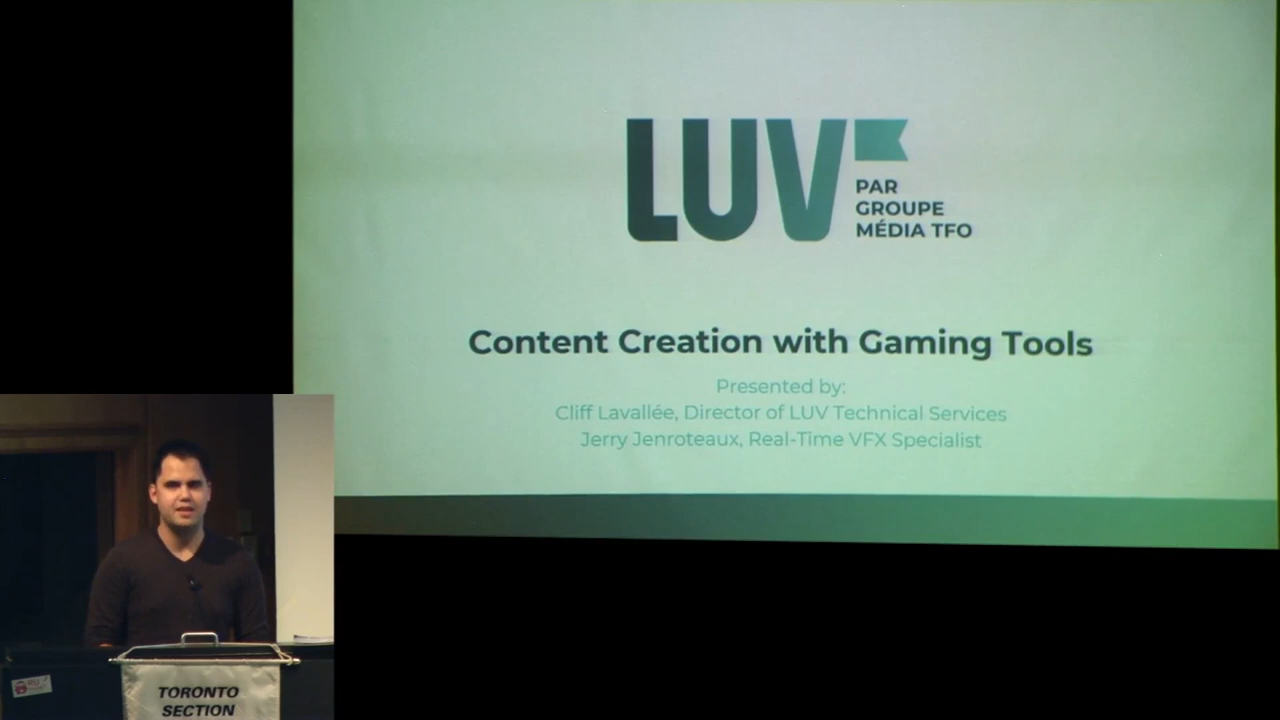 LUV
PAR
GROUPE
MÉDIA TFO
Content Creation with Gaming Tools
Presented by:
Cliff Lavallée, Director of LUV Technical Services
Jerry Jenroteaux, Real-Time VFX Specialist
TORONTO
SECTION
RU